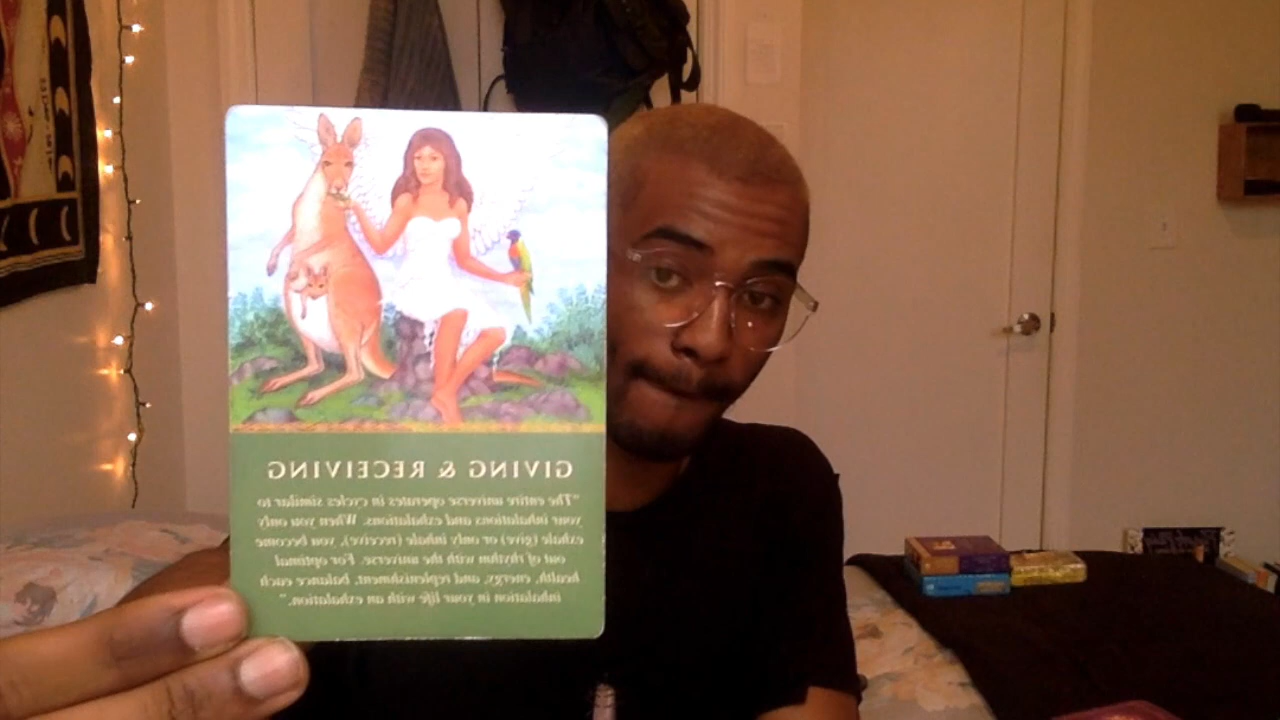 GIVING & RECEIVING
"The entire universe operates in cycles similar to
your inhalations and exhalations. When you only
exhale (give) or only inhale (receive), you become
out of rhythm with the universe. For optimal
health, energy, and replenishment, balance each
inhalation in your life with an exhalation."